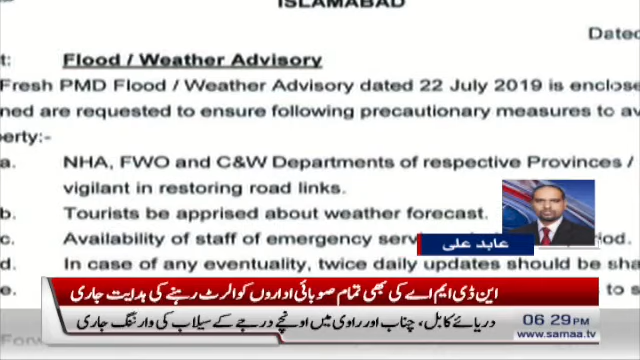 ISLAMABAD
Dated
t: Flood / Weather Advisory
Fresh PMD Flood / Weather Advisory dated 22 July 2019 is enclose
ned are requested to ensure following precautionary measures to av
perty:-
a. NHA, FWO and C&W Departments of respective Provinces /
vigilant in restoring road links.
b. Tourists be apprised about weather forecast.
c. Availability of staff of emergency serv period.
d. In case of any eventuality, twice daily updates should be sha
e. to s
عابد علی
این ڈی ایم اے کی بھی تمام صوبائی اداروں کو الرٹ رہنے کی ہدایت جاری
دریائے کابل، چناب اور راوی میں اونچے درجے کے سیلاب کی وارننگ جاری
06:29 PM
www.samaa.tv
Forw